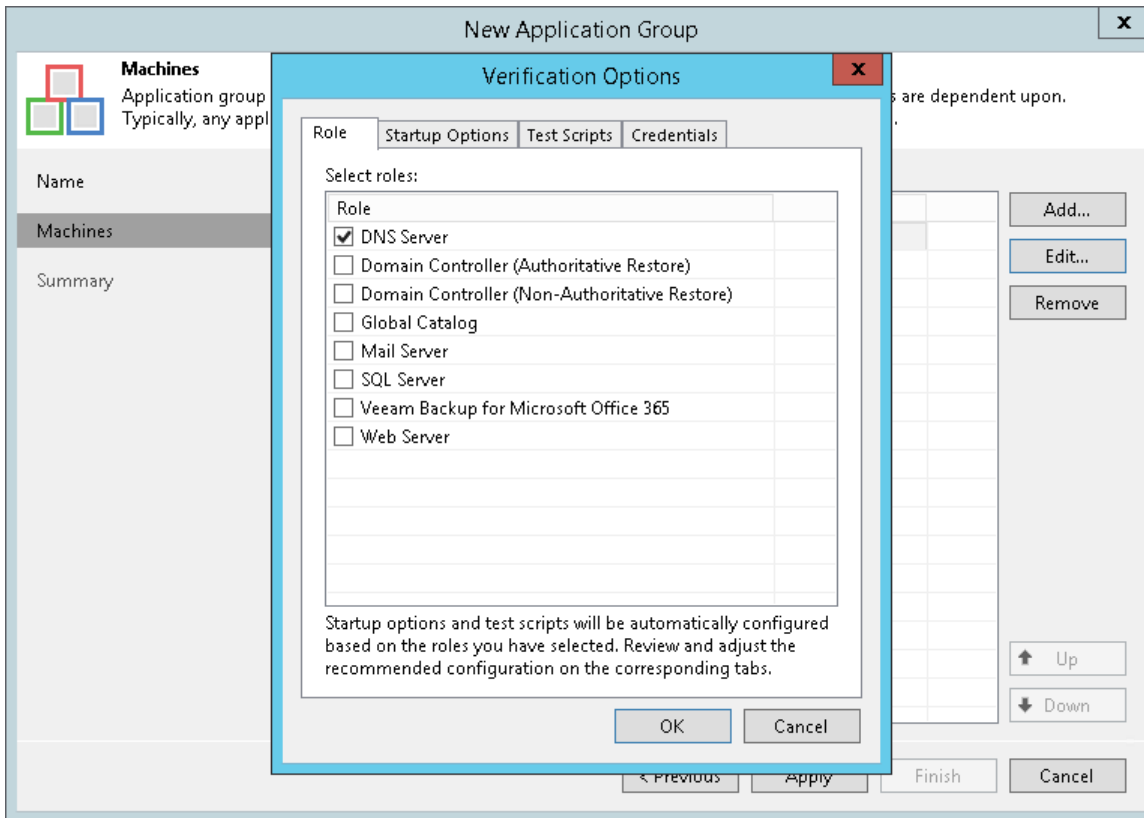 New Application Group
x
Machines
Application group
s are dependent upon.
Typically, any appl
.
Name
Machines
Summary
Verification Options
x
Role
Startup Options
Test Scripts
Credentials
Select roles:
Role
DNS Server
Domain Controller (Authoritative Restore)
Domain Controller (Non-Authoritative Restore)
Global Catalog
Mail Server
SQL Server
Veeam Backup for Microsoft Office 365
Web Server
Startup options and test scripts will be automatically configured
based on the roles you have selected. Review and adjust the
recommended configuration on the corresponding tabs.
OK
Cancel
Add...
Edit...
Remove
Up
Down
< Previous
Apply
Finish
Cancel